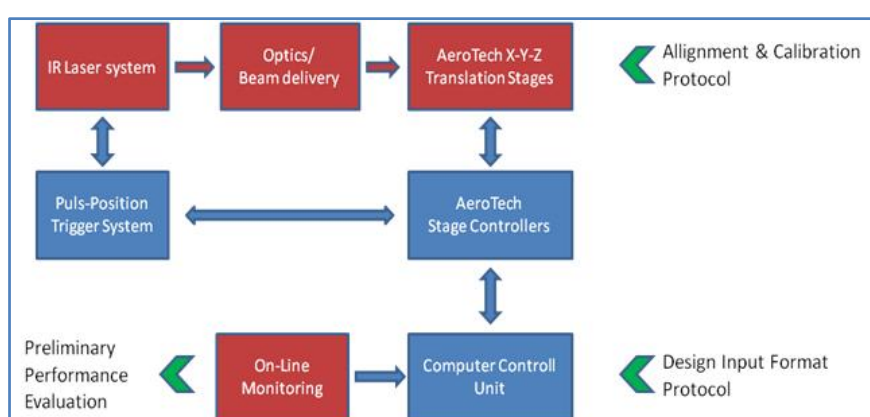 IR Laser system
Optics/
Beam delivery
AeroTech X-Y-Z
Translation Stages
Allignment & Calibration
Protocol
Puls-Position
Trigger System
AeroTech
Stage Controllers
Preliminary
Performance
Evaluation
On-Line
Monitoring
Computer Controll
Unit
Design Input Format
Protocol